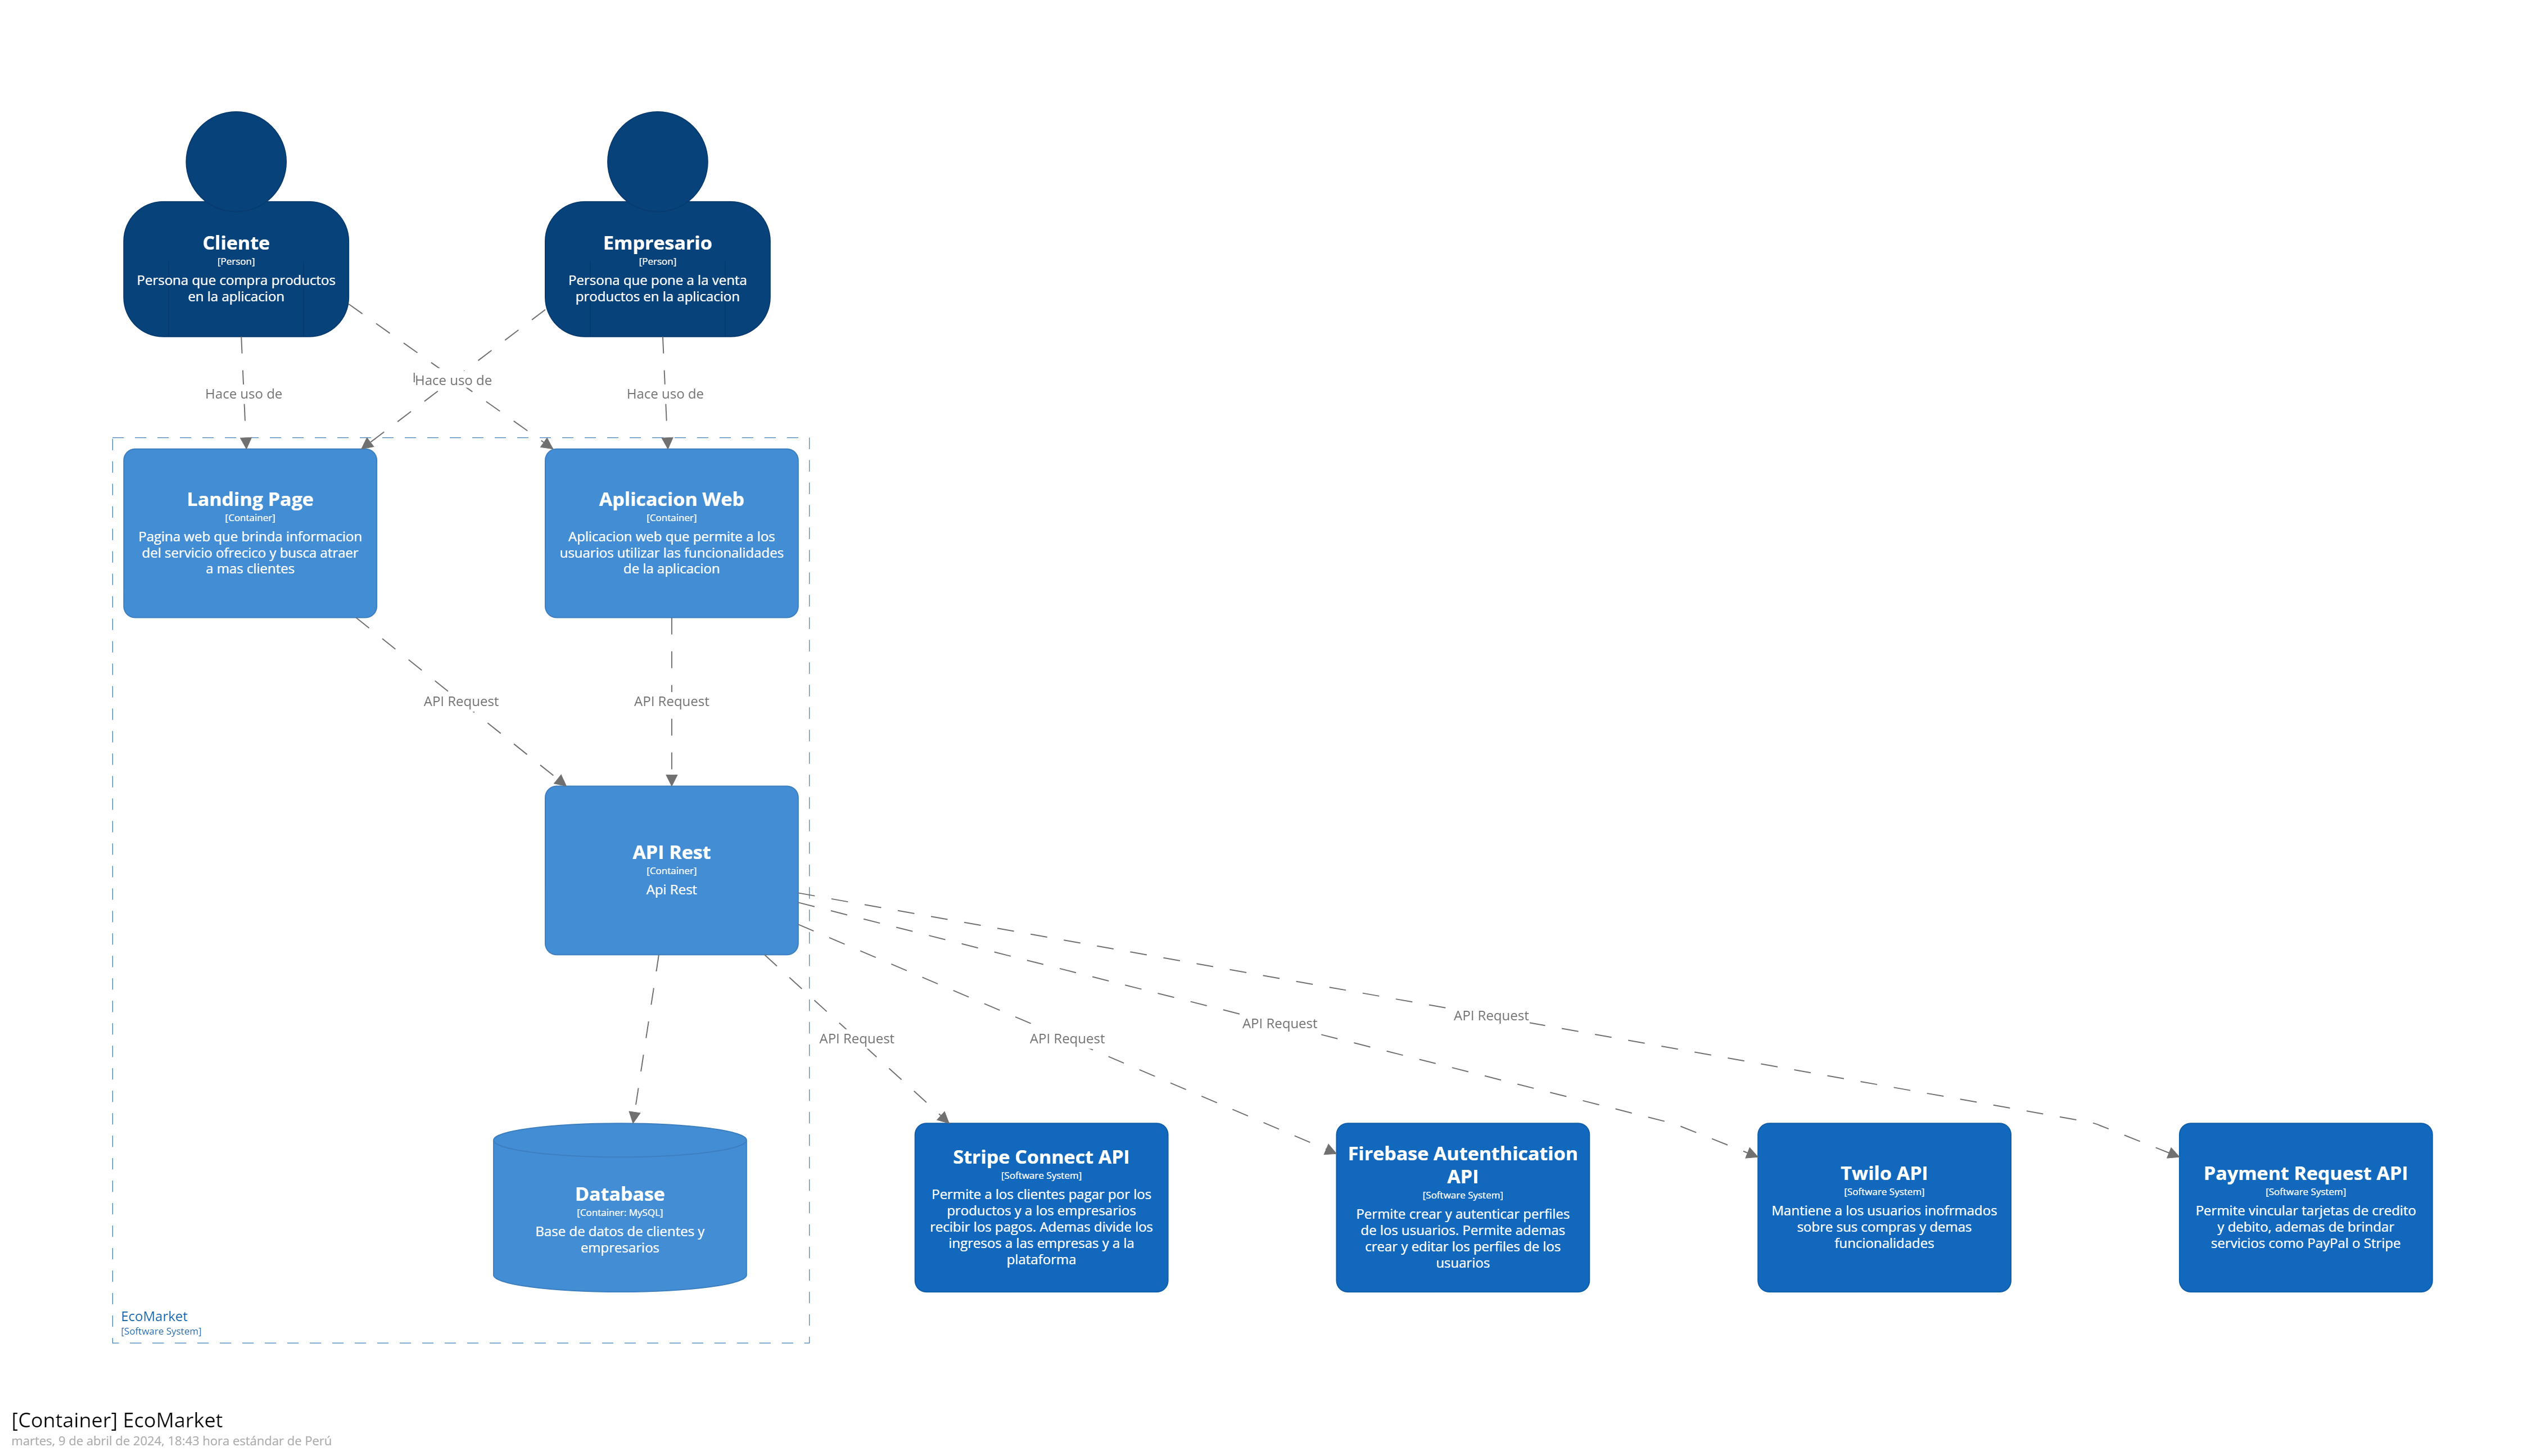 Cliente
[Person]
Persona que compra productos
en la aplicacion
Empresario
[Person]
Persona que pone a la venta
productos en la aplicacion
Hace uso de
Hace uso de
Hace uso de
Landing Page
[Container]
Pagina web que brinda informacion
del servicio ofrecico y busca atraer
a mas clientes
Aplicacion Web
[Container]
Aplicacion web que permite a los
usuarios utilizar las funcionalidades
de la aplicacion
API Request
API Request
API Rest
[Container]
Api Rest
API Request
API Request
API Request
API Request
Database
[Container: MySQL]
Base de datos de clientes y
empresarios
Stripe Connect API
[Software System]
Permite a los clientes pagar por los
productos y a los empresarios
recibir los pagos. Ademas divide los
ingresos a las empresas y a la
plataforma
Firebase Autenthication
API
[Software System]
Permite crear y autenticar perfiles
de los usuarios. Permite ademas
crear y editar los perfiles de los
usuarios
Twilo API
[Software System]
Mantiene a los usuarios inofrmados
sobre sus compras y demas
funcionalidades
Payment Request API
[Software System]
Permite vincular tarjetas de credito
y debito, ademas de brindar
servicios como PayPal o Stripe
EcoMarket
[Software System]
[Container] EcoMarket
martes, 9 de abril de 2024, 18:43 hora estándar de Perú